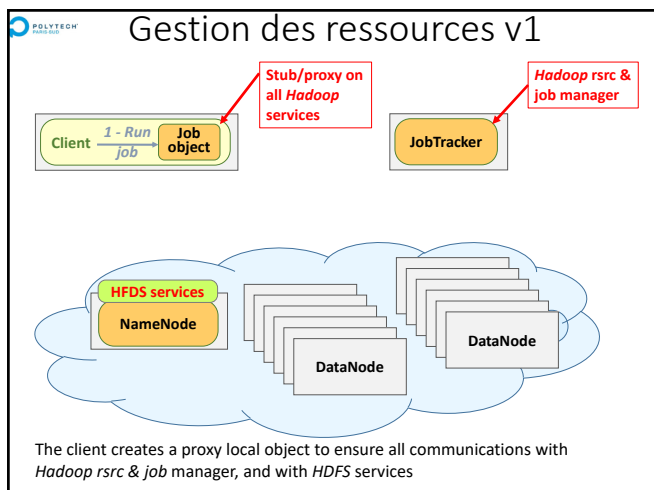 POLYTECH
PARIS-SUD
Gestion des ressources v1
Stub/proxy on
all Hadoop
services
Hadoop rsrc &
job manager
Client
1 - Run
job
Job
object
JobTracker
HFDS services
NameNode
DataNode
DataNode
The client creates a proxy local object to ensure all communications with
Hadoop rsrc & job manager, and with HDFS services